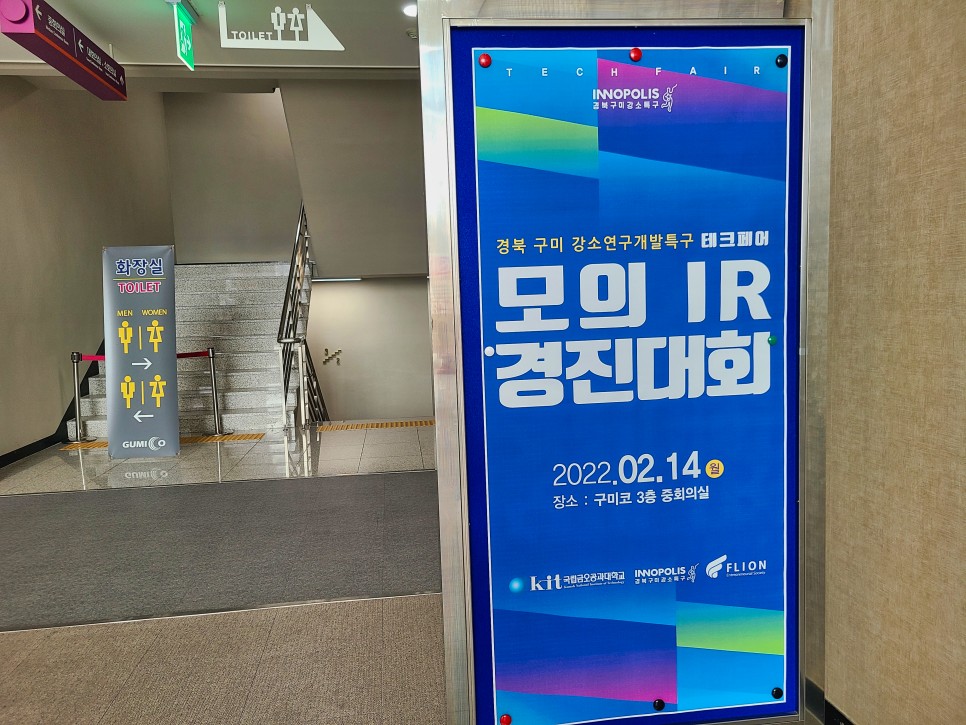 TOILET
화장실
TOILET
MEN WOMEN
GUMICO
TECH FAIR
INNOPOLIS
경북구미강소특구
경북 구미 강소연구개발특구 테크페어
모의 IR
경진대회
2022.02.14 월
장소 : 구미코 3층 중회의실
kit 국립금오공과대학교
INNOPOLIS
경북구미강소특구
FLION